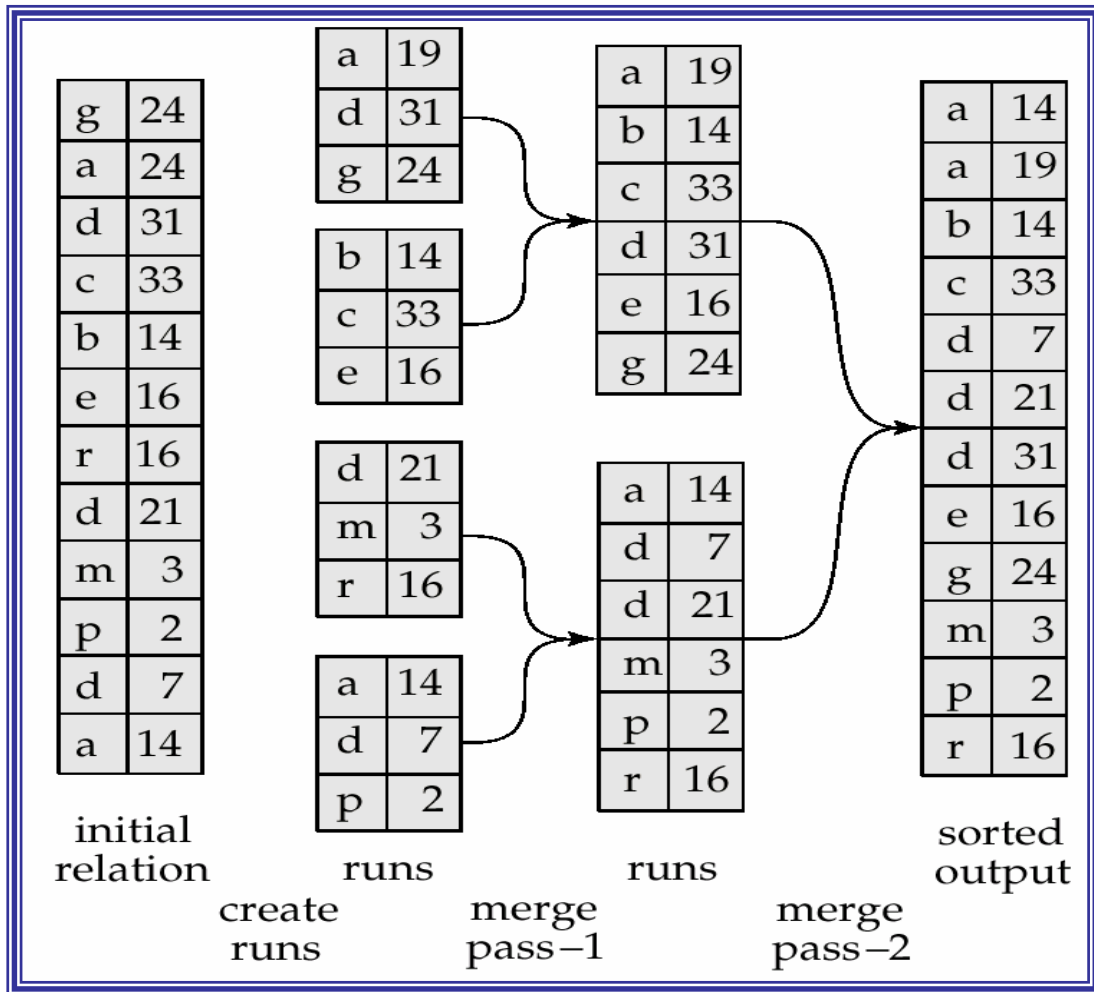 g 24
a 24
d 31
c 33
b 14
e 16
r 16
d 21
m 3
p 2
d 7
a 14
initial
relation
create
runs
a 19
d 31
g 24
b 14
c 33
e 16
d 21
m 3
r 16
a 14
d 7
p 2
runs
merge
pass–1
a 19
b 14
c 33
d 31
e 16
g 24
a 14
d 7
d 21
m 3
p 2
r 16
runs
merge
pass–2
a 14
a 19
b 14
c 33
d 7
d 21
d 31
e 16
g 24
m 3
p 2
r 16
sorted
output